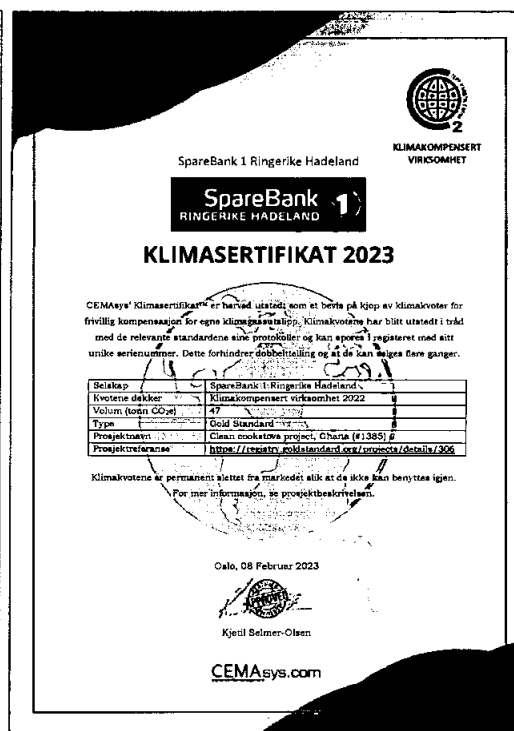 KLIMAKOMPENSERT
VIRKSOMHET
2
SpareBank 1 Ringerike Hadeland
SpareBank 1
RINGERIKE HADELAND
KLIMASERTIFIKAT 2023
CEMAsys' Klimasertifikat™ er herved utstedt som et bevis på kjøp av klimakvoter for
frivillig kompensasjon for egne klimagassutslipp. Klimakvotene har blitt utstedt i tråd
med de relevante standardene sine protokoller og kan spores i registeret med sitt
unike serienummer. Dette forhindrer dobbelttelling og at de kan selges flere ganger.
Selskap SpareBank 1 Ringerike Hadeland
Kvotene dekker Klimakompensert virksomhet 2022
Volum (tonn CO₂e) 47
Type Gold Standard
Prosjektnavn Clean cookstove project, Ghana (#1385)
Prosjektreferanse https://registry.goldstandard.org/projects/details/306
Klimakvotene er permanent slettet fra markedet slik at de ikke kan benyttes igjen.
For mer informasjon, se prosjektbeskrivelsen.
Oslo, 08 Februar 2023
APPROVED
Kjetil Selmer-Olsen
CEMAsys.com